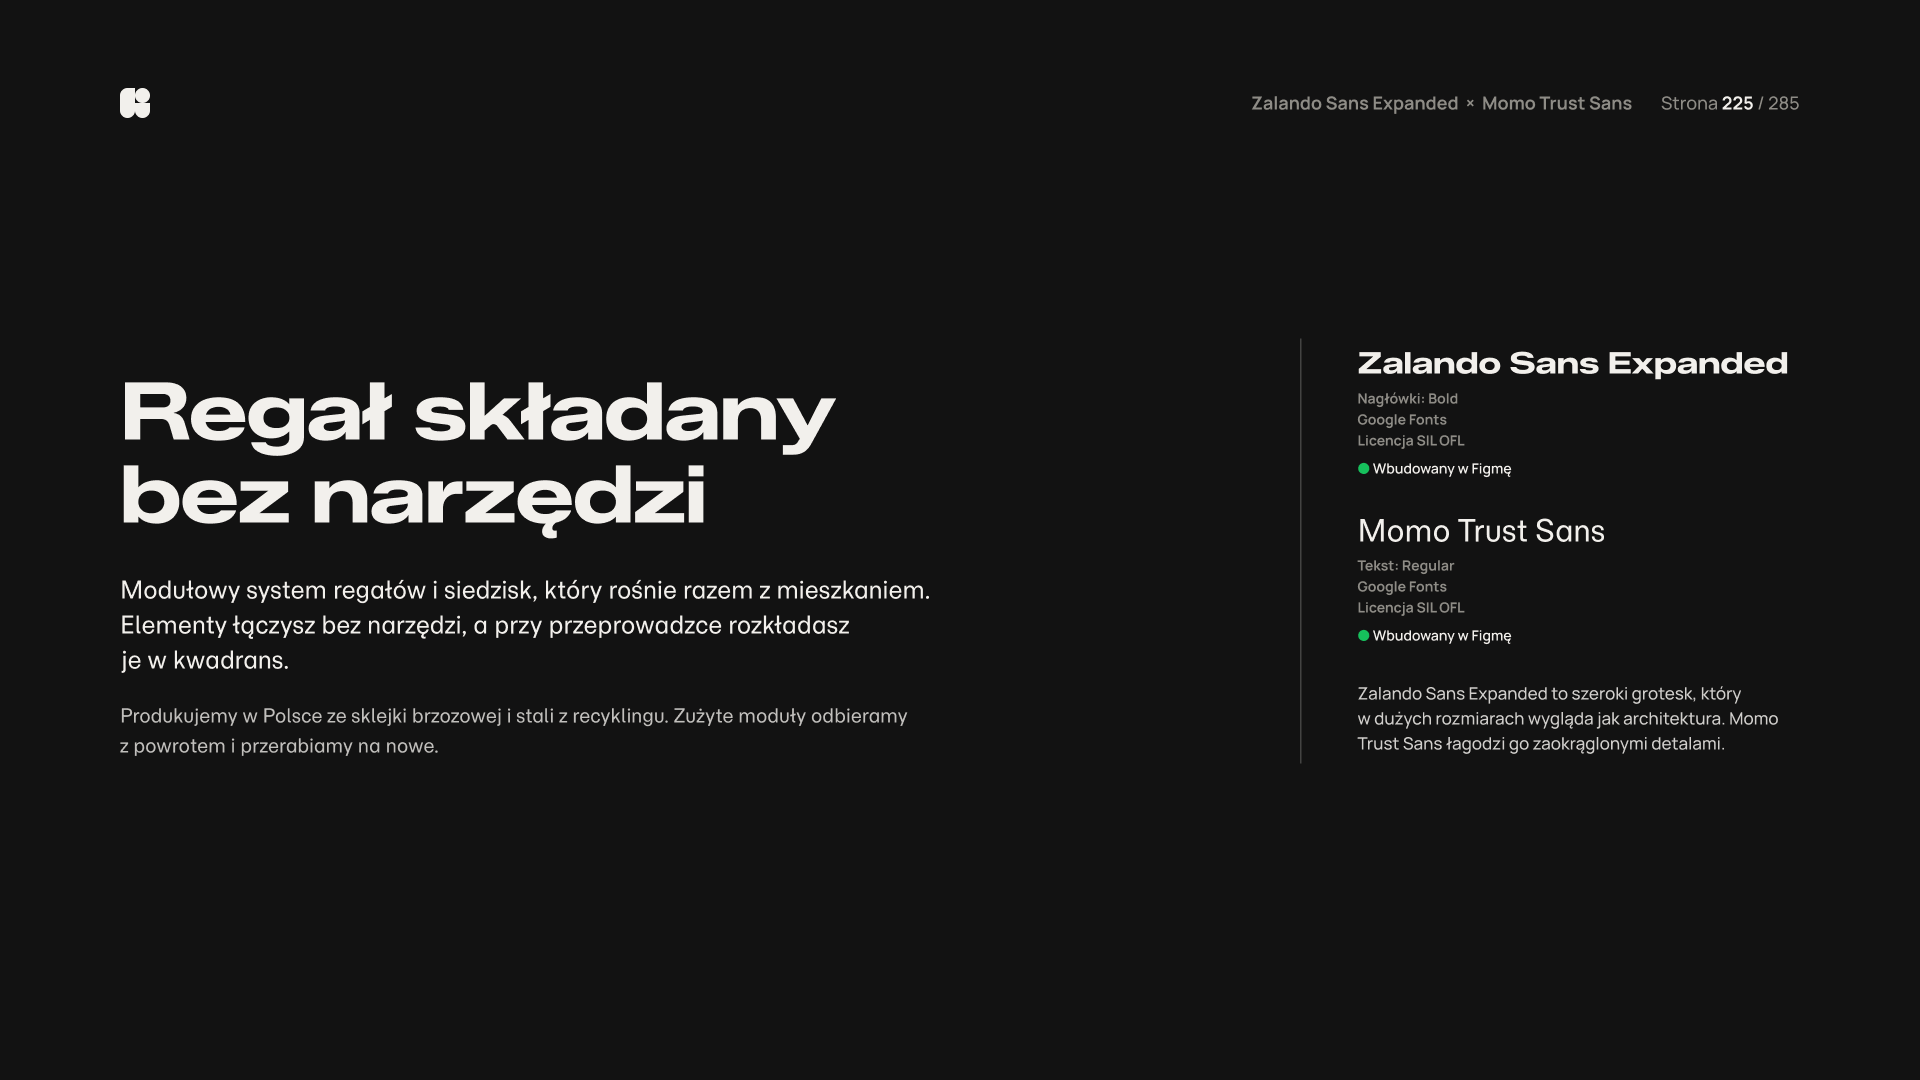 Zalando Sans Expanded × Momo Trust Sans Strona 225 / 285
Regał składany
bez narzędzi
Modułowy system regałów i siedzisk, który rośnie razem z mieszkaniem.
Elementy łączysz bez narzędzi, a przy przeprowadzce rozkładasz
je w kwadrans.
Produkujemy w Polsce ze sklejki brzozowej i stali z recyklingu. Zużyte moduły odbieramy
z powrotem i przerabiamy na nowe.
Zalando Sans Expanded
Nagłówki: Bold
Google Fonts
Licencja SIL OFL
Wbudowany w Figmę
Momo Trust Sans
Tekst: Regular
Google Fonts
Licencja SIL OFL
Wbudowany w Figmę
Zalando Sans Expanded to szeroki grotesk, który
w dużych rozmiarach wygląda jak architektura. Momo
Trust Sans łagodzi go zaokrąglonymi detalami.